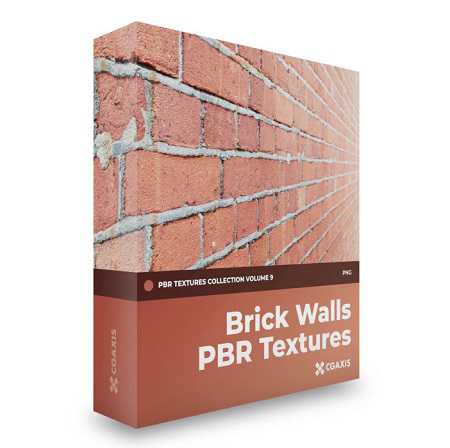 PBR TEXTURES COLLECTION VOLUME 9
PNG
Brick Walls
PBR Textures
CGAXIS
CGAXIS